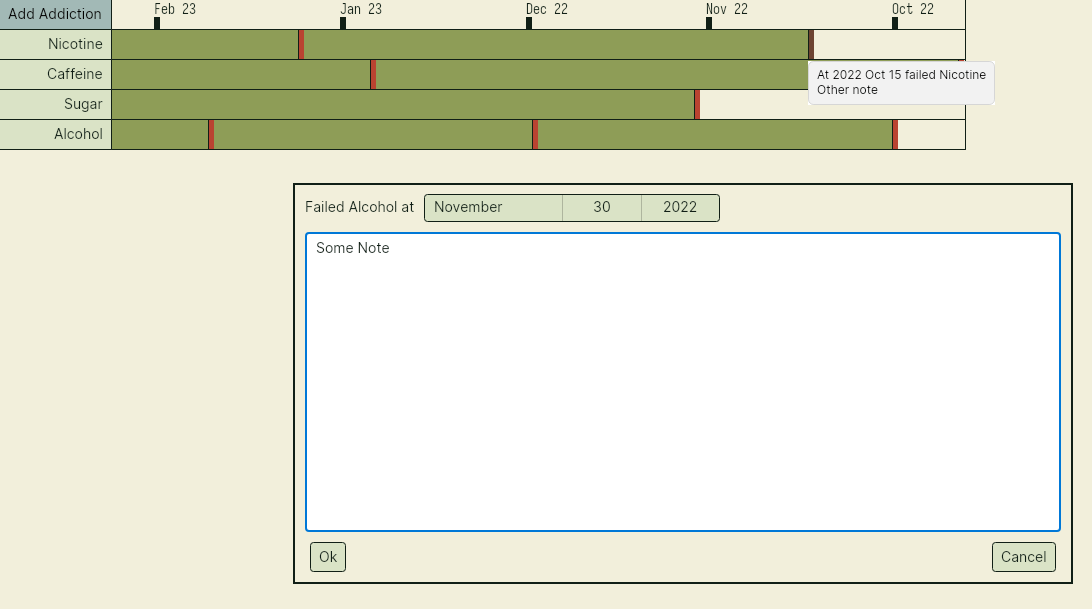 Add Addiction
Feb 23
Jan 23
Dec 22
Nov 22
Oct 22
Nicotine
Caffeine
Sugar
Alcohol
At 2022 Oct 15 failed Nicotine
Other note
Failed Alcohol at November 30 2022
Some Note
Ok
Cancel